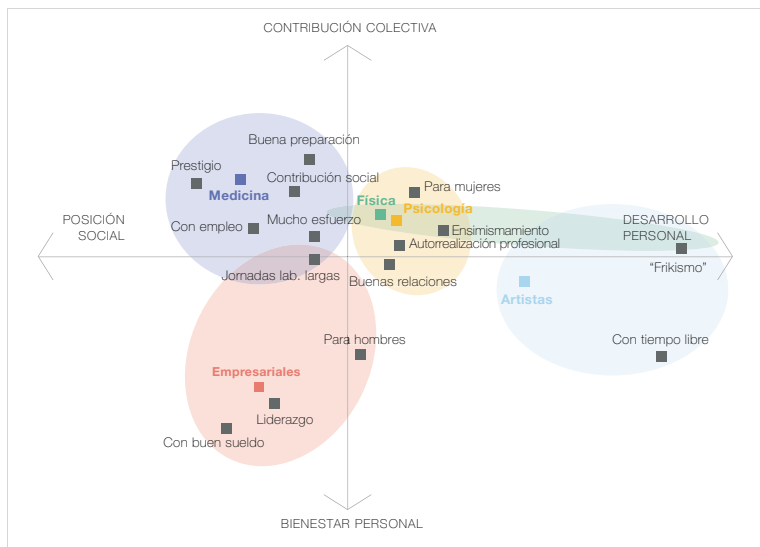 CONTRIBUCIÓN COLECTIVA
Buena preparación
Prestigio
Contribución social
Medicina
Para mujeres
Física
Psicología
POSICIÓN
SOCIAL
Con empleo
Mucho esfuerzo
Ensimismamiento
Autorrealización profesional
DESARROLLO
PERSONAL
Jornadas lab. largas
Buenas relaciones
“Frikismo”
Artistas
Para hombres
Con tiempo libre
Empresariales
Liderazgo
Con buen sueldo
BIENESTAR PERSONAL